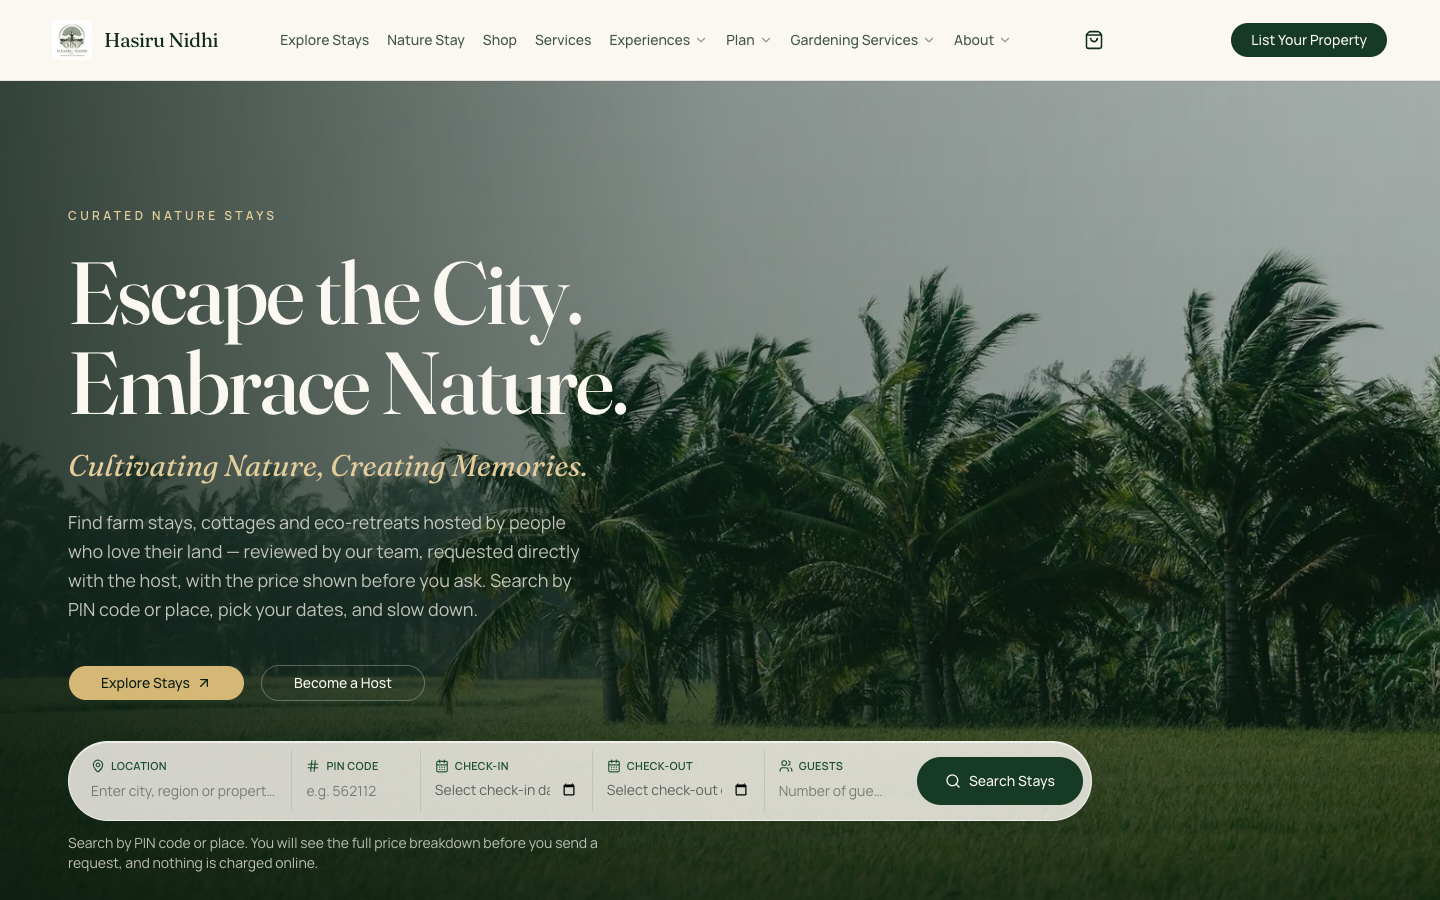 Hasiru Nidhi
Explore Stays
Nature Stay
Shop
Services
Experiences
Plan
Gardening Services
About
List Your Property
CURATED NATURE STAYS
Escape the City.
Embrace Nature.
Cultivating Nature, Creating Memories.
Find farm stays, cottages and eco-retreats hosted by people
who love their land — reviewed by our team, requested directly
with the host, with the price shown before you ask. Search by
PIN code or place, pick your dates, and slow down.
Explore Stays
Become a Host
LOCATION
Enter city, region or propert...
PIN CODE
e.g. 562112
CHECK-IN
Select check-in da
CHECK-OUT
Select check-out
GUESTS
Number of gue...
Search Stays
Search by PIN code or place. You will see the full price breakdown before you send a
request, and nothing is charged online.